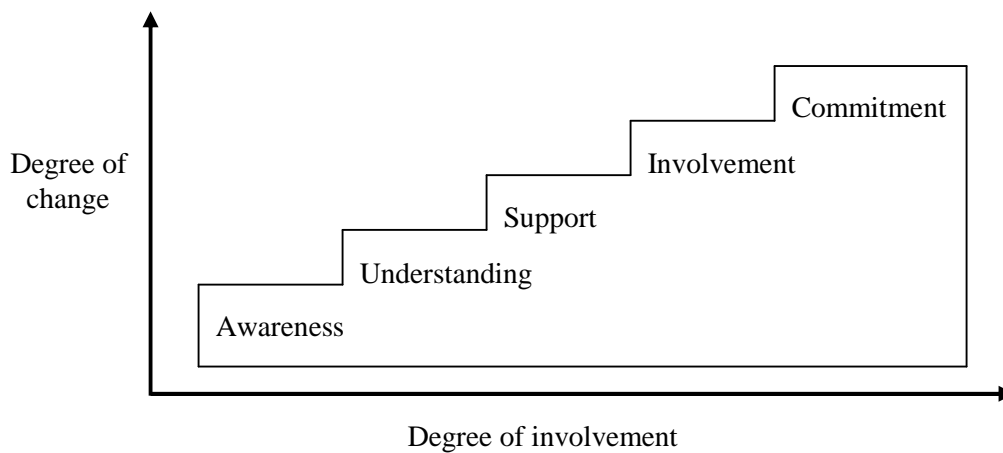 Commitment
Degree of
change
Involvement
Support
Understanding
Awareness
Degree of involvement